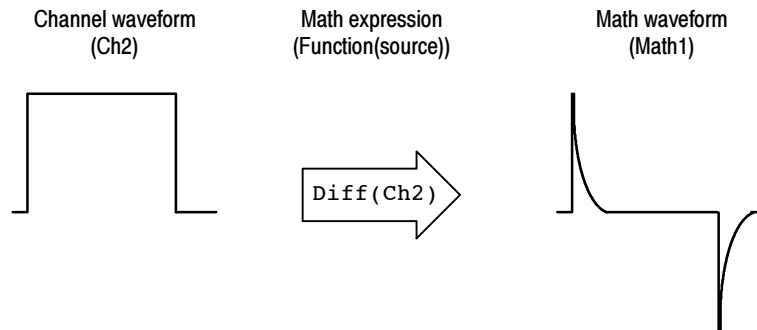 Channel waveform
(Ch2)
Math expression
(Function(source))
Math waveform
(Math1)
Diff(Ch2)